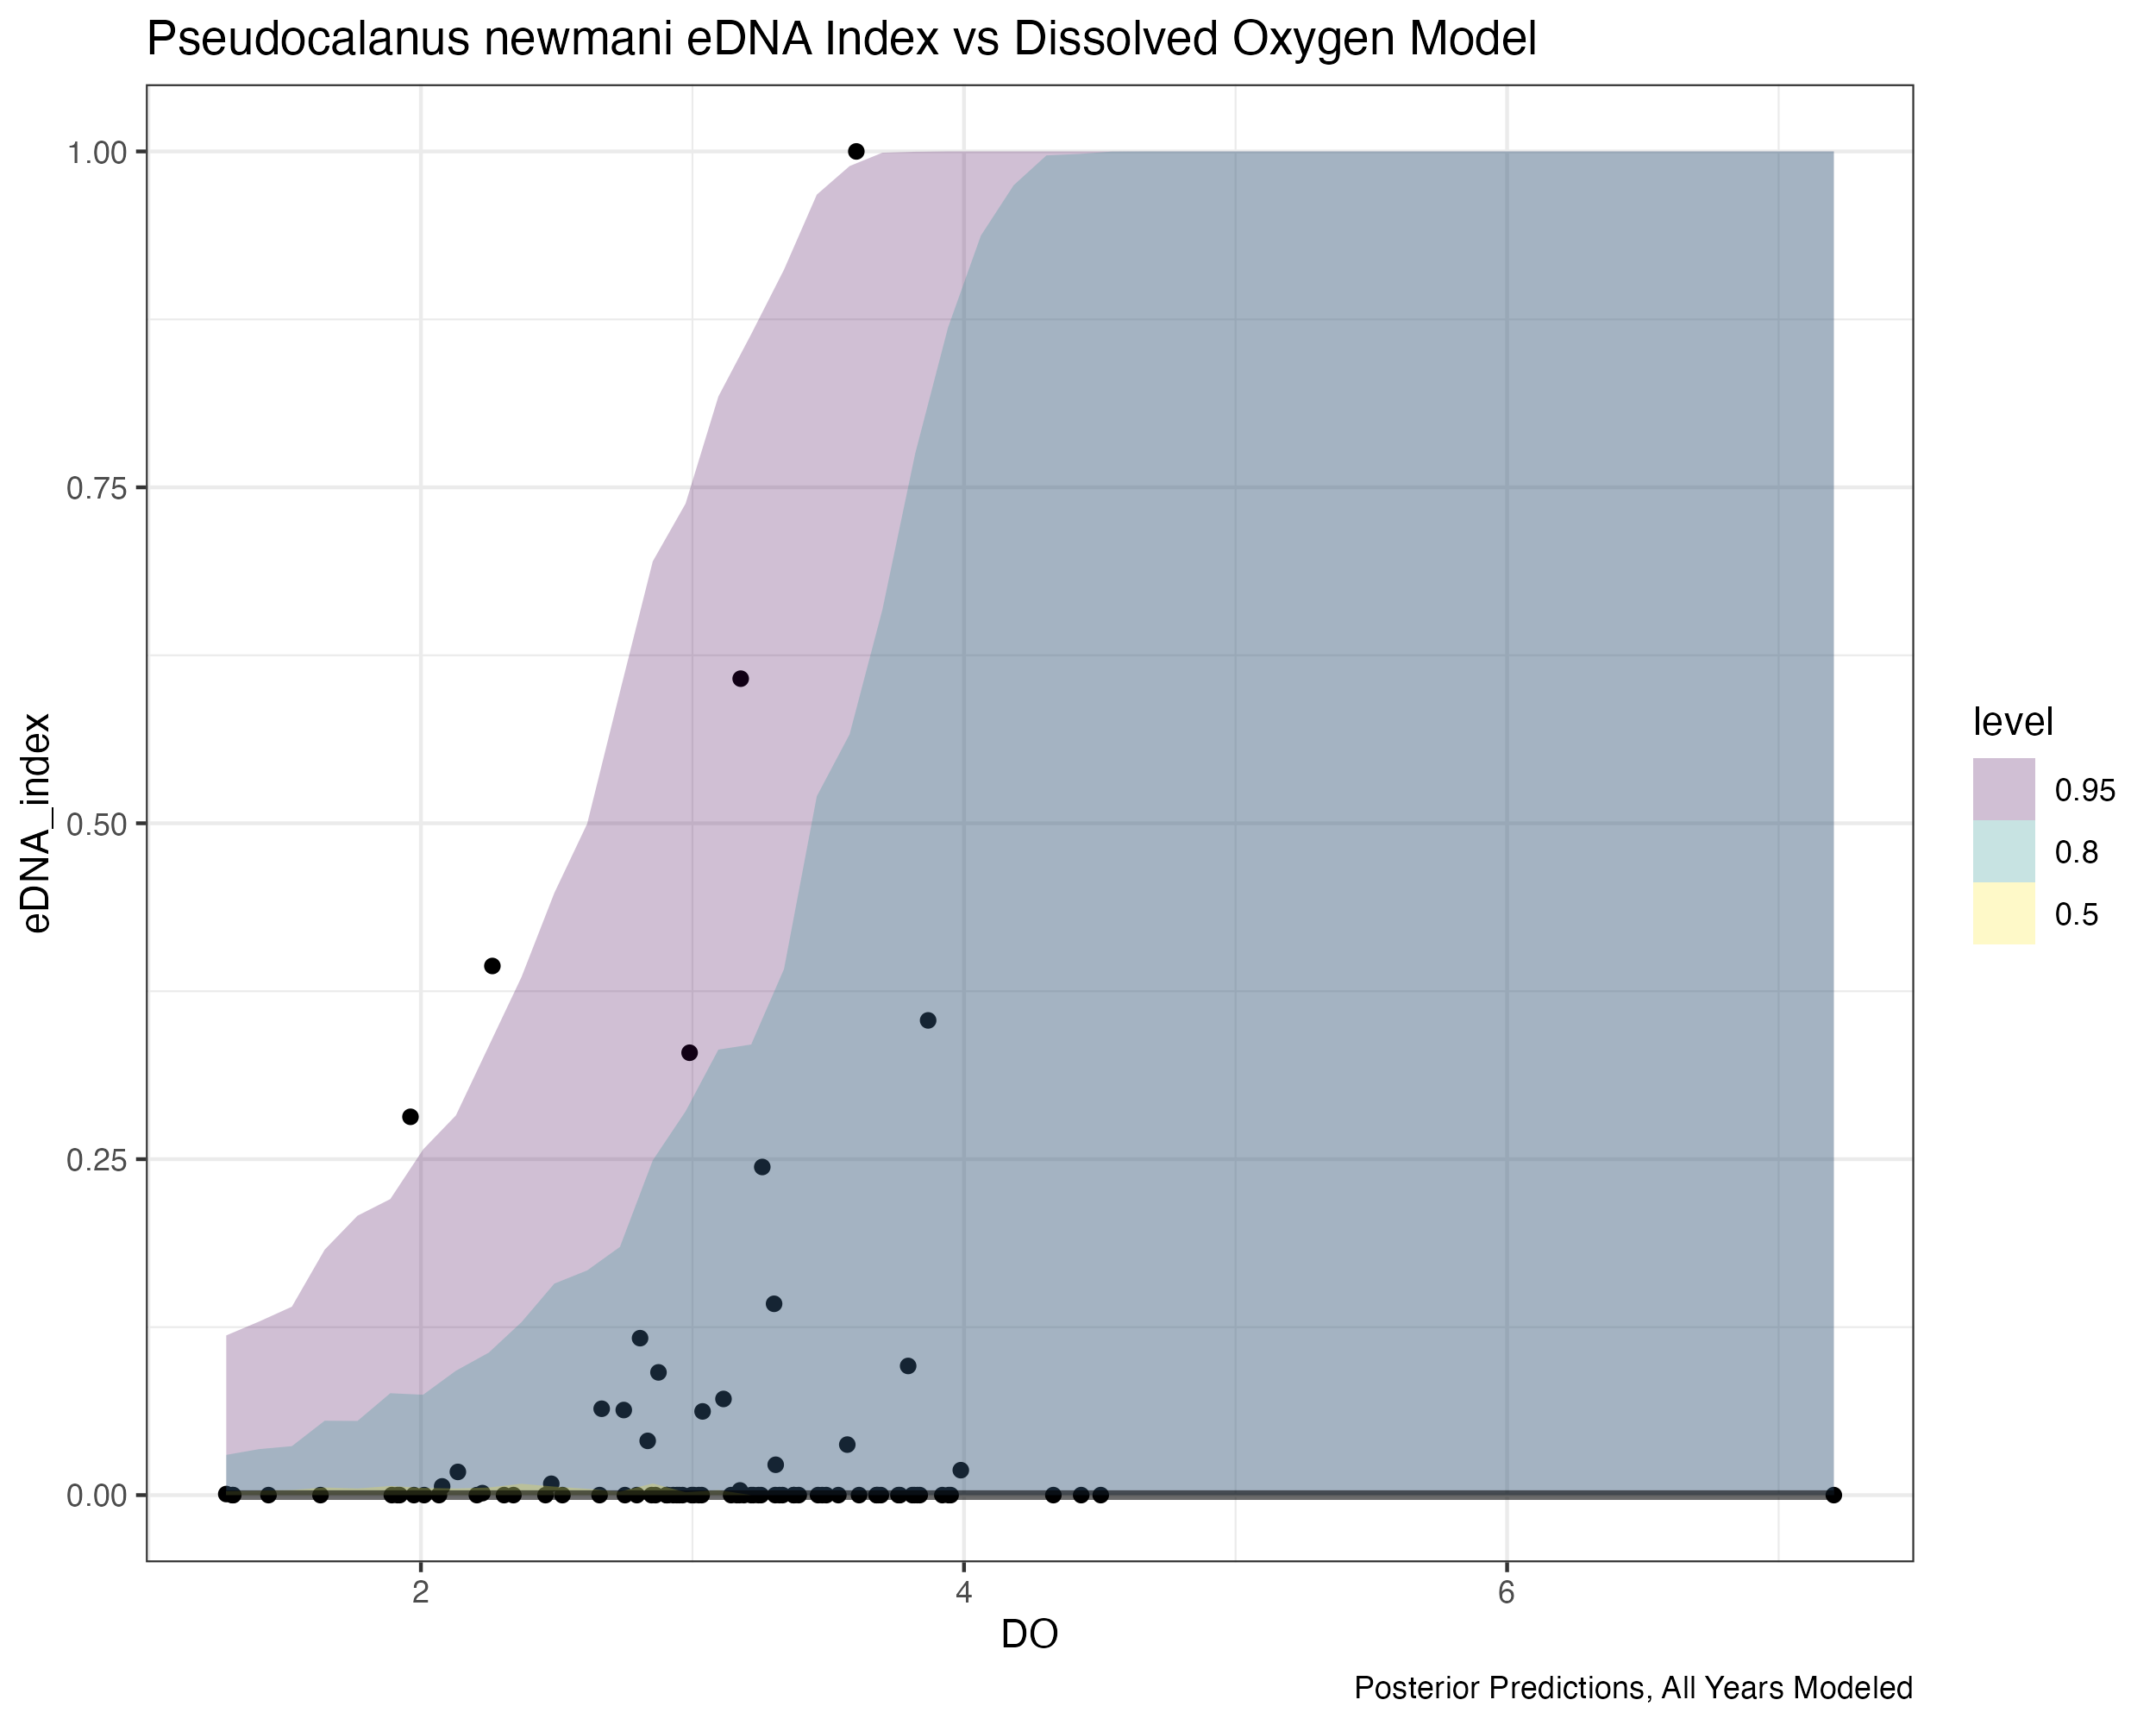 Pseudocalanus newmani eDNA Index vs Dissolved Oxygen Model
1.00
0.75
0.50
0.25
0.00
eDNA_index
2
4
6
DO
level
0.95
0.8
0.5
Posterior Predictions, All Years Modeled